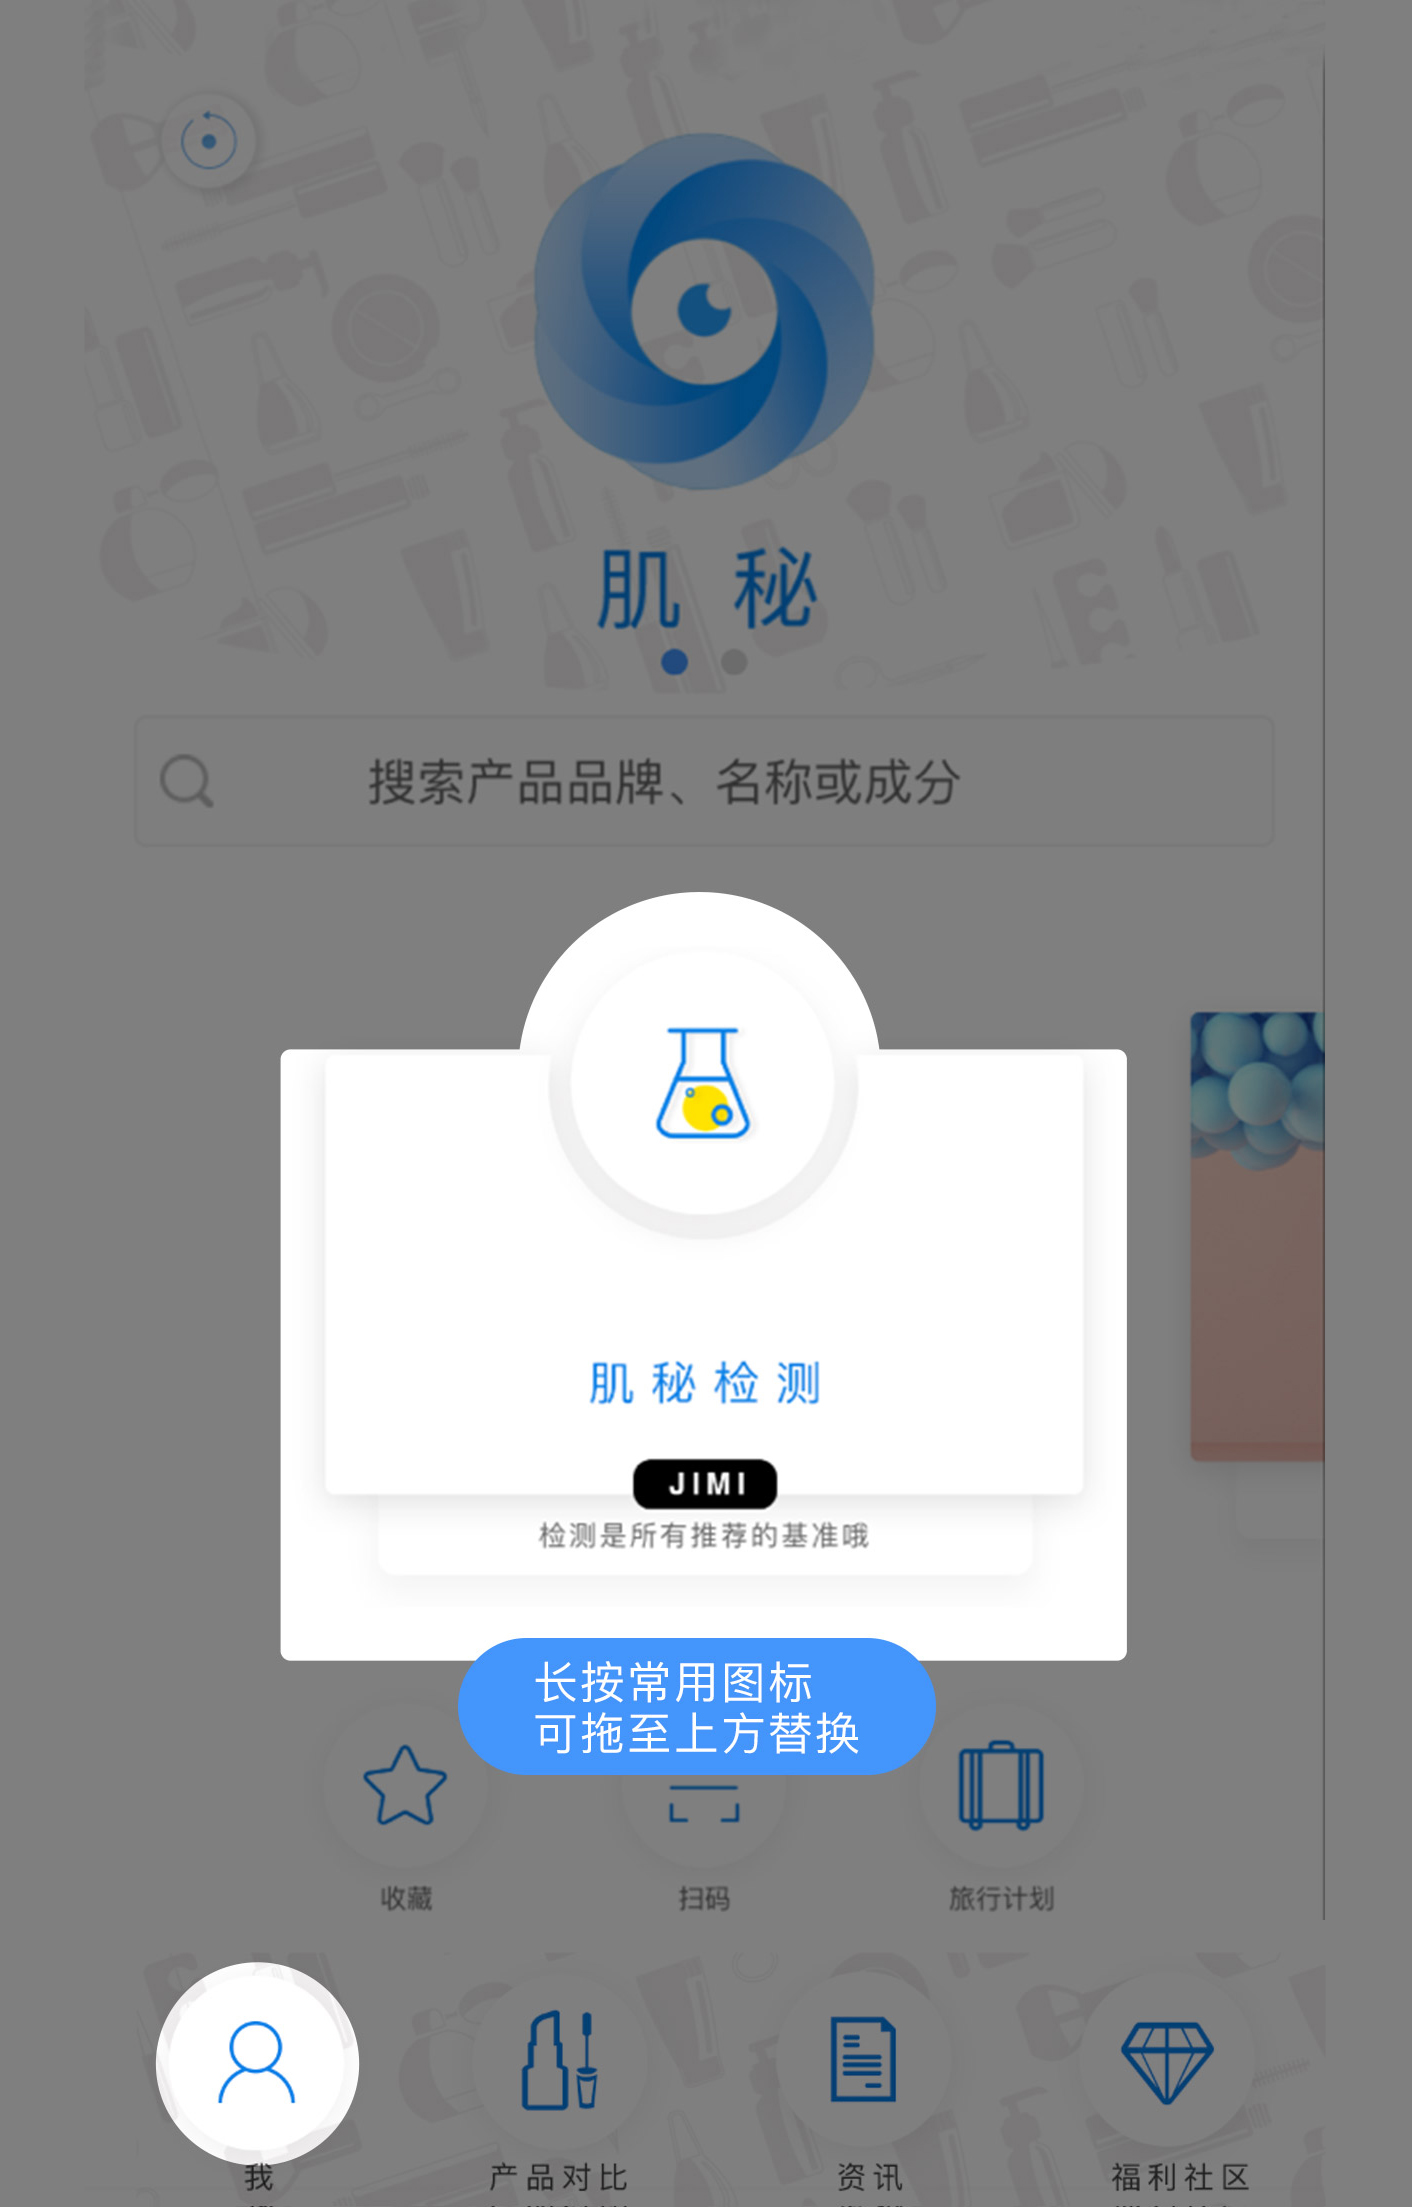 肌秘
搜索产品品牌、名称或成分
肌秘检测
JIMI
检测是所有推荐的基准哦
长按常用图标
可拖至上方替换
收藏
扫码
旅行计划
我
产品对比
资讯
福利社区